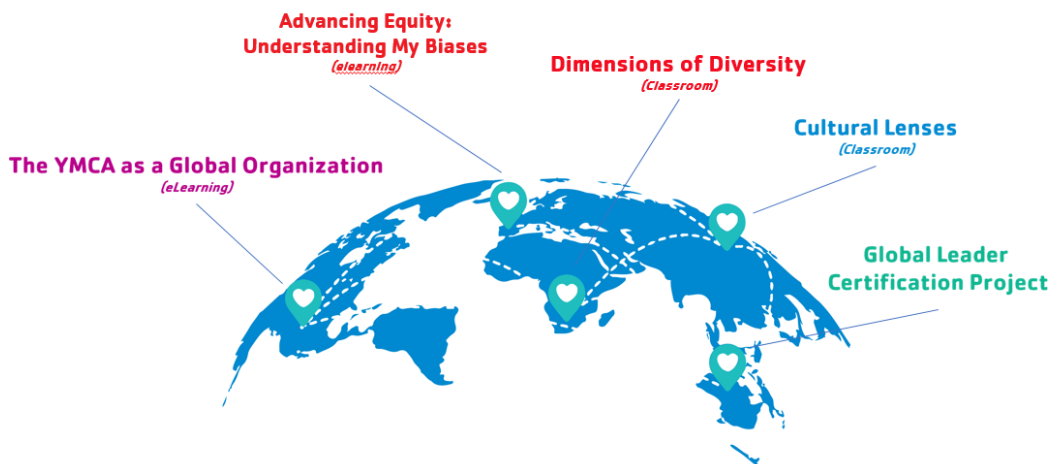 Advancing Equity:
Understanding My Biases
(elearning)
Dimensions of Diversity
(Classroom)
Cultural Lenses
(Classroom)
The YMCA as a Global Organization
(eLearning)
Global Leader
Certification Project